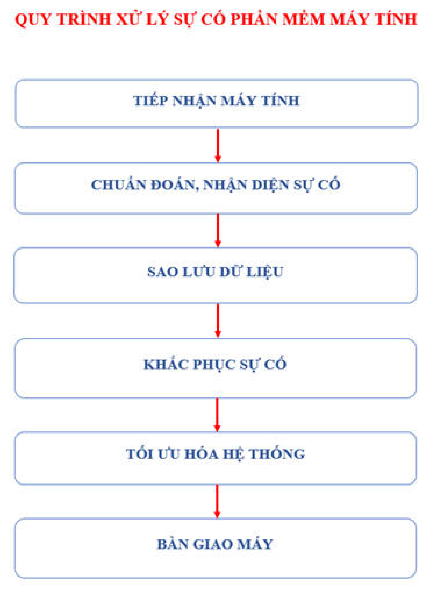 QUY TRÌNH XỬ LÝ SỰ CỐ PHẦN MỀM MÁY TÍNH
TIẾP NHẬN MÁY TÍNH
CHUẨN ĐOÁN, NHẬN DIỆN SỰ CỐ
SAO LƯU DỮ LIỆU
KHẮC PHỤC SỰ CỐ
TỐI ƯU HÓA HỆ THỐNG
BÀN GIAO MÁY